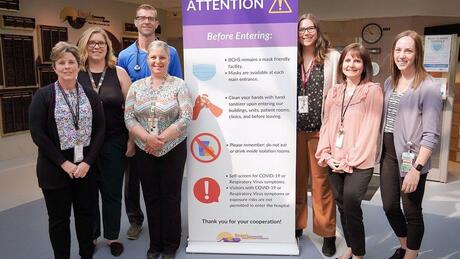 ATTENTION
Before Entering:
• BCHS remains a mask friendly
facility.
• Masks are available at each
main entrance.
• Clean your hands with hand
sanitizer upon entering our
buildings, units, patient rooms,
clinics, and before leaving.
• Please remember: do not eat
or drink inside isolation rooms.
• Self-screen for COVID-19 or
Respiratory Virus symptoms.
• Visitors with COVID-19 or
Respiratory Virus symptoms or
exposure risks are not
permitted to enter the hospital.
Thank you for your cooperation!
Brant